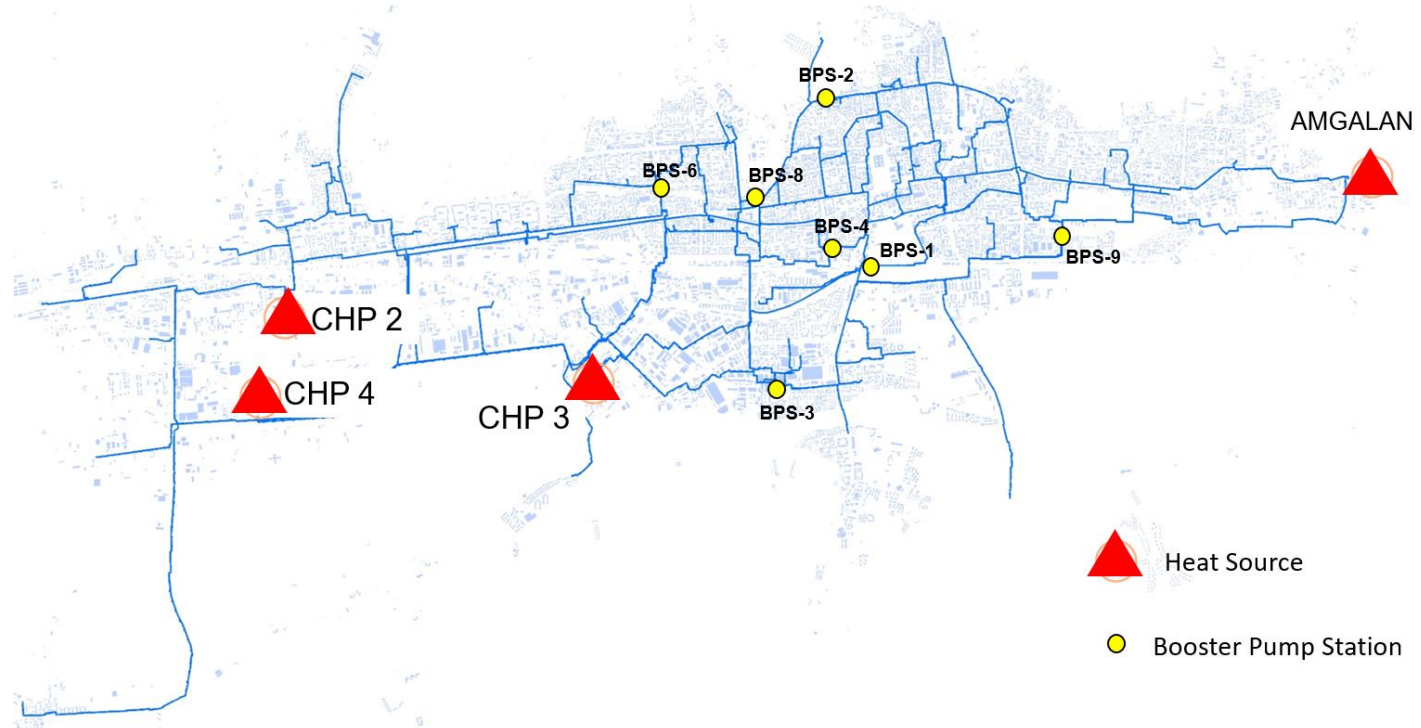 BPS-2
AMGALAN
BPS-6
BPS-8
BPS-4
BPS-1
BPS-9
CHP 2
CHP 4
CHP 3
BPS-3
Heat Source
Booster Pump Station